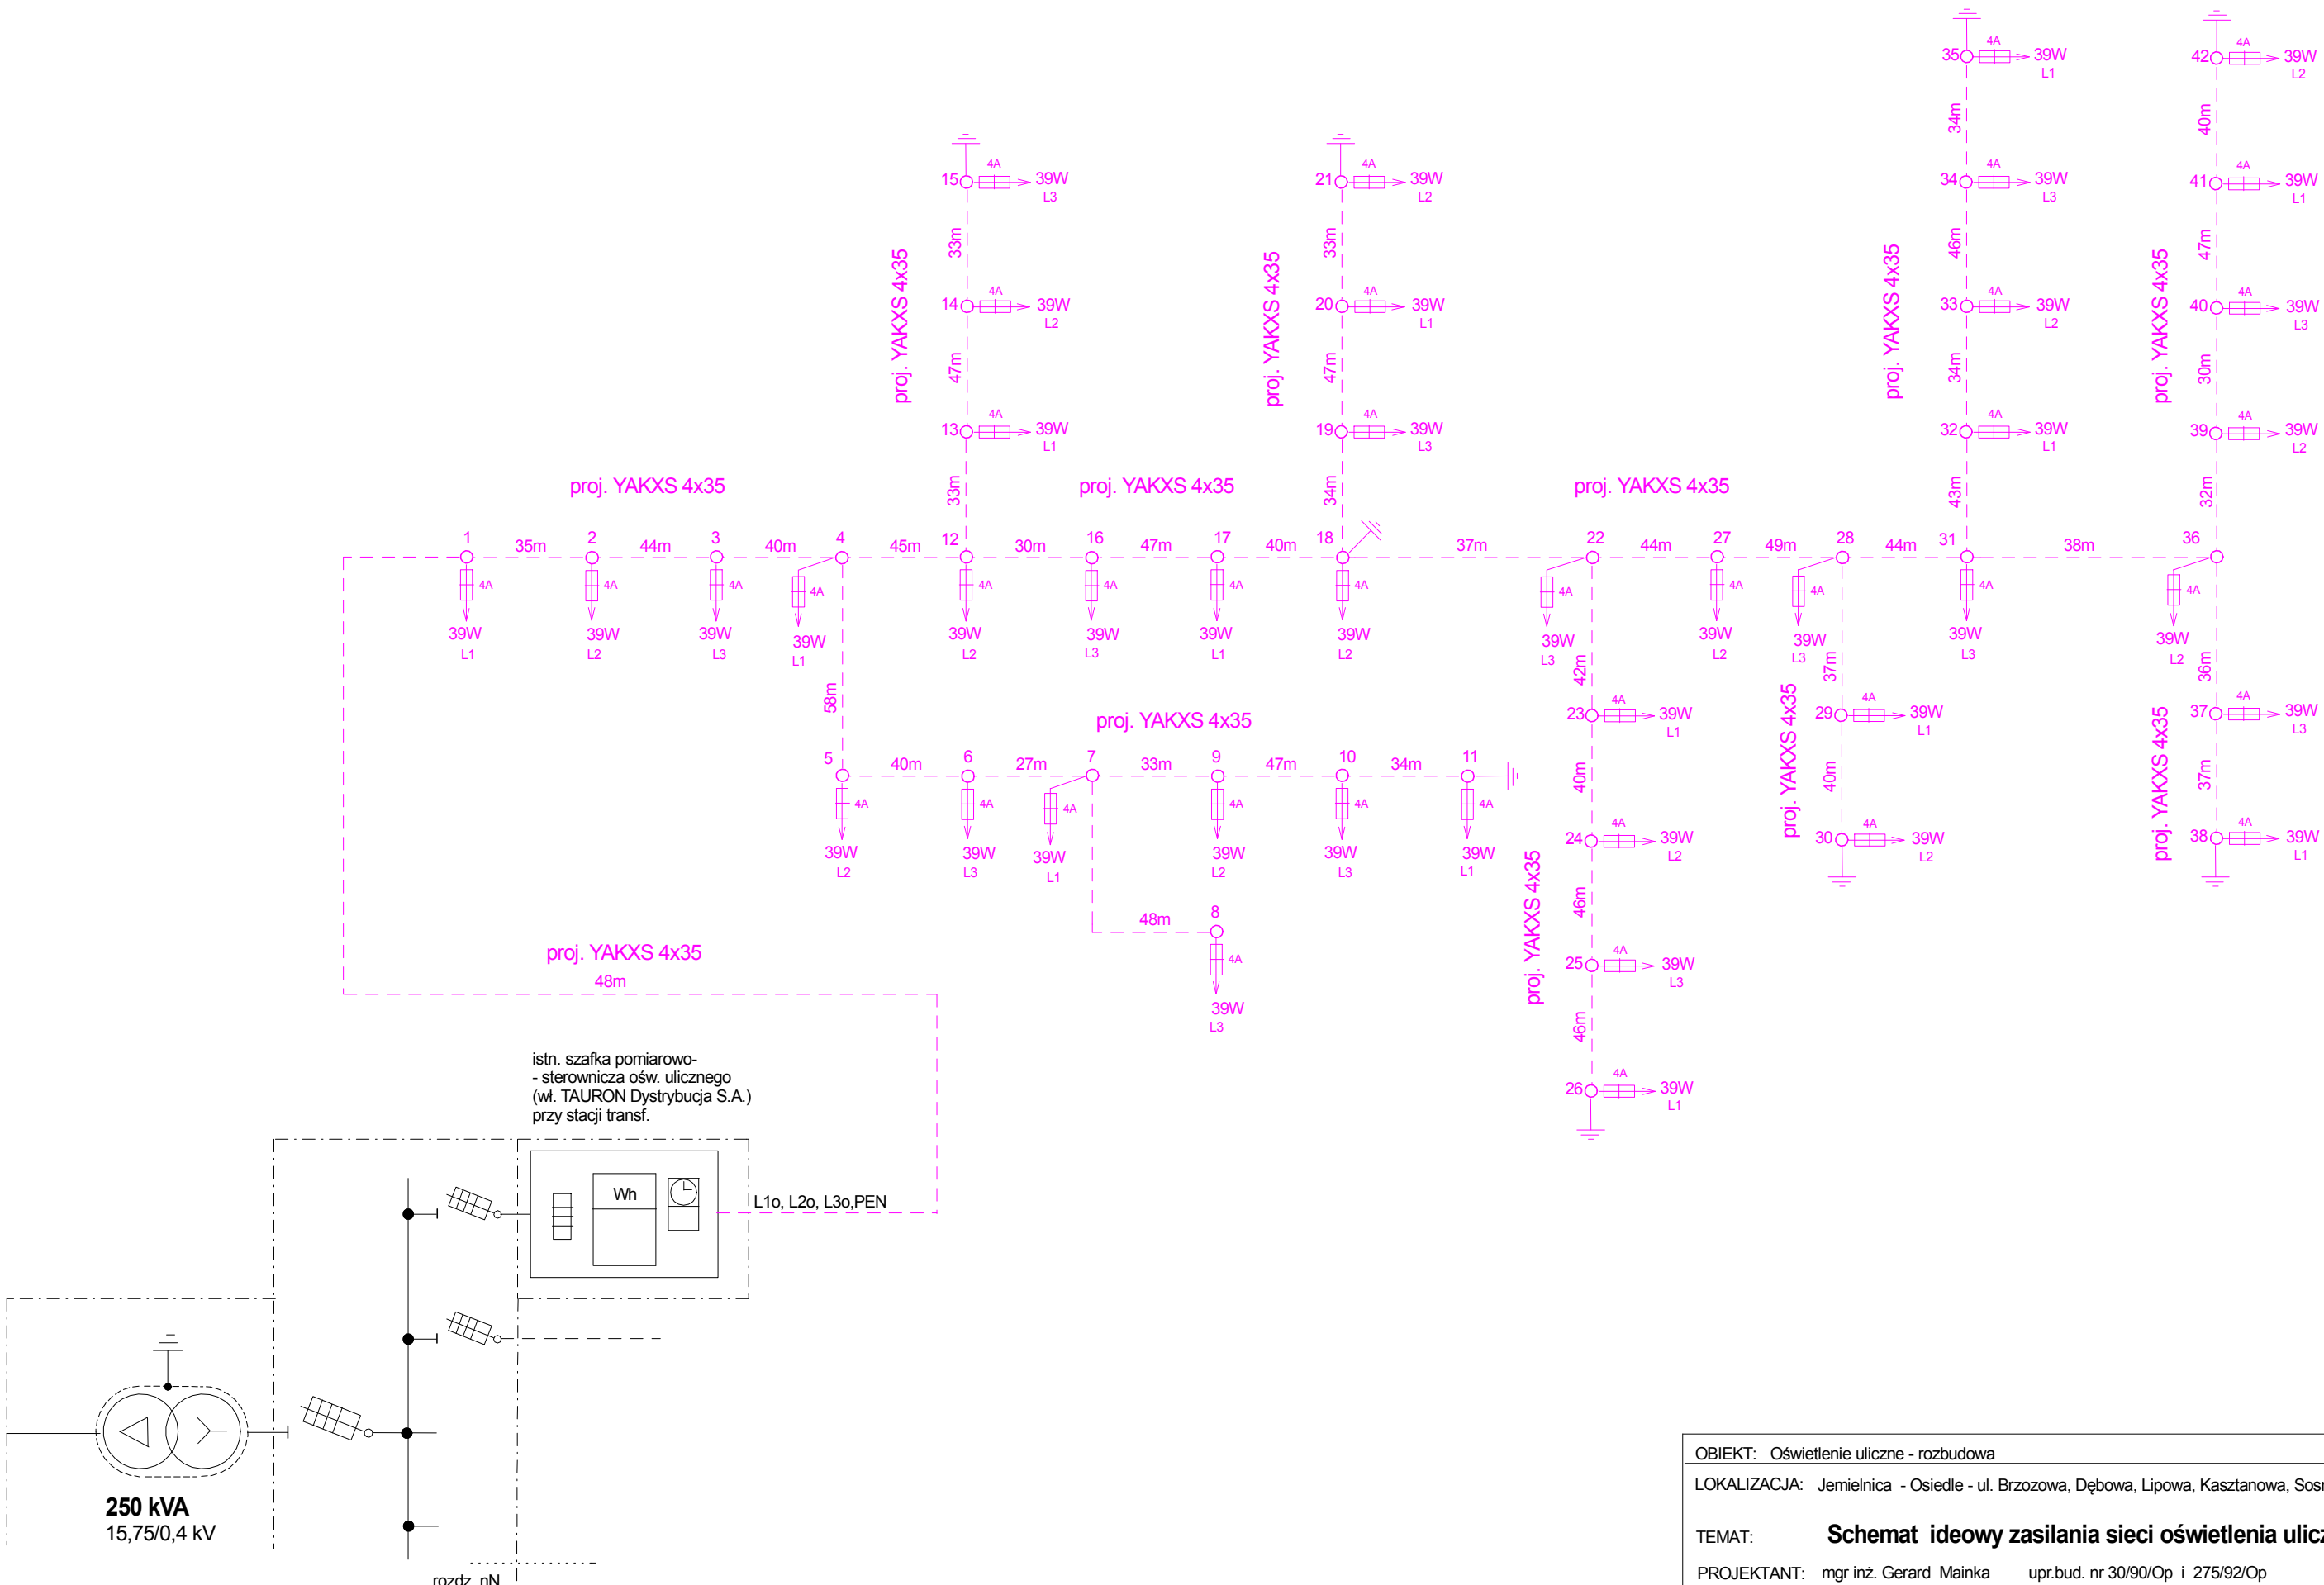 35 4A 39W
L1
42 4A 39W
L2
34m
40m
15 4A 39W
L3
21 4A 39W
L2
34 4A 39W
L3
41 4A 39W
L1
proj. YAKXS 4x35
33m
proj. YAKXS 4x35
33m
proj. YAKXS 4x35
46m
proj. YAKXS 4x35
47m
14 4A 39W
L2
20 4A 39W
L1
33 4A 39W
L2
40 4A 39W
L3
47m
47m
34m
30m
13 4A 39W
L1
19 4A 39W
L3
32 4A 39W
L1
39 4A 39W
L2
33m
34m
43m
32m
proj. YAKXS 4x35
proj. YAKXS 4x35
proj. YAKXS 4x35
1 35m 2 44m 3 40m 4 45m 12 30m 16 47m 17 40m 18 37m 22 44m 27 49m 28 44m 31 38m 36
4A 4A 4A 4A 4A 4A 4A 4A 4A 4A 4A 4A 4A
39W 39W 39W 39W 39W 39W 39W 39W 39W 39W 39W 39W 39W
L1 L2 L3 L1 L2 L3 L1 L2 L3 L2 L3 L3 L2
58m
42m
37m
36m
proj. YAKXS 4x35
23 4A 39W
L1
proj. YAKXS 4x35
29 4A 39W
L1
proj. YAKXS 4x35
37 4A 39W
L3
5 40m 6 27m 7 33m 9 47m 10 34m 11
4A 4A 4A 4A 4A 4A
39W 39W 39W 39W 39W 39W
L2 L3 L1 L2 L3 L1
40m
40m
37m
24 4A 39W
L2
30 4A 39W
L2
38 4A 39W
L1
48m 8
4A
39W
L3
proj. YAKXS 4x35
46m
25 4A 39W
L3
46m
26 4A 39W
L1
proj. YAKXS 4x35
48m
istn. szafka pomiarowo-
- sterownicza ośw. ulicznego
(wł. TAURON Dystrybucja S.A.)
przy stacji transf.
Wh
L1o, L2o, L3o,PEN
250 kVA
15,75/0,4 kV
rozdz. nN
OBIEKT: Oświetlenie uliczne - rozbudowa
LOKALIZACJA: Jemielnica - Osiedle - ul. Brzozowa, Dębowa, Lipowa, Kasztanowa,
TEMAT: Schemat ideowy zasilania sieci oświetlenia
PROJEKTANT: mgr inż. Gerard Mainka upr.bud. nr 30/90/Op i 275/92/Op